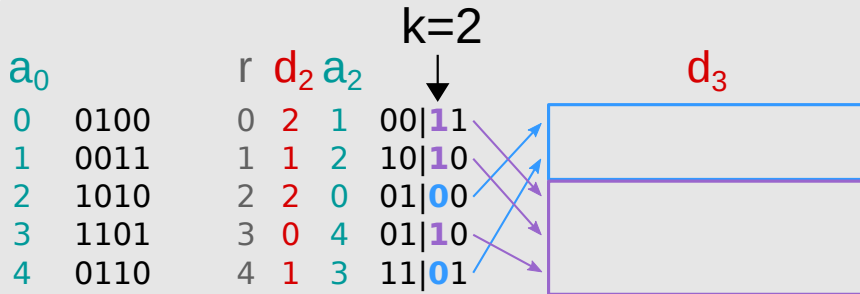 k=2
a₀ r d₂ a₂ d₃
0 0100 0 2 1 00|11
1 0011 1 1 2 10|10
2 1010 2 2 0 01|00
3 1101 3 0 4 01|10
4 0110 4 1 3 11|01